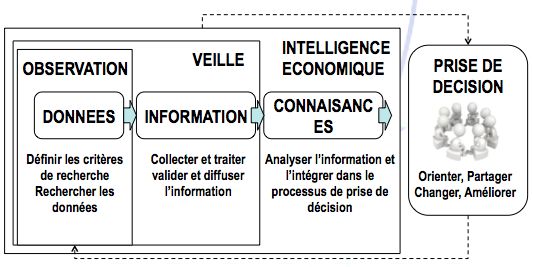 OBSERVATION
VEILLE
INTELLIGENCE
ECONOMIQUE
DONNEES
INFORMATION
CONNAISANC
ES
Définir les critères
de recherche
Rechercher les
données
Collecter et traiter
valider et diffuser
l’information
Analyser l’information et
l’intégrer dans le
processus de prise de
décision
PRISE DE
DECISION
Orienter, Partager
Changer, Améliorer